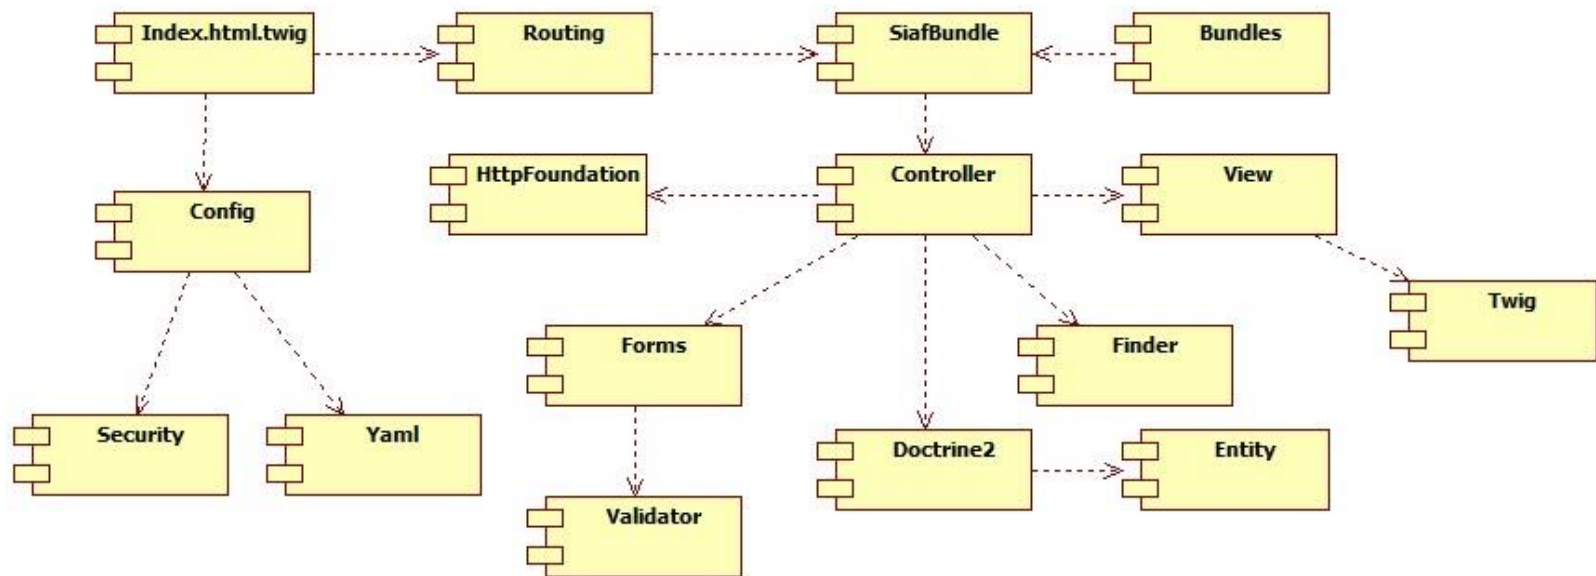 Index.html.twig
Routing
SiafBundle
Bundles
HttpFoundation
Controller
View
Config
Twig
Forms
Finder
Security
Yaml
Doctrine2
Entity
Validator